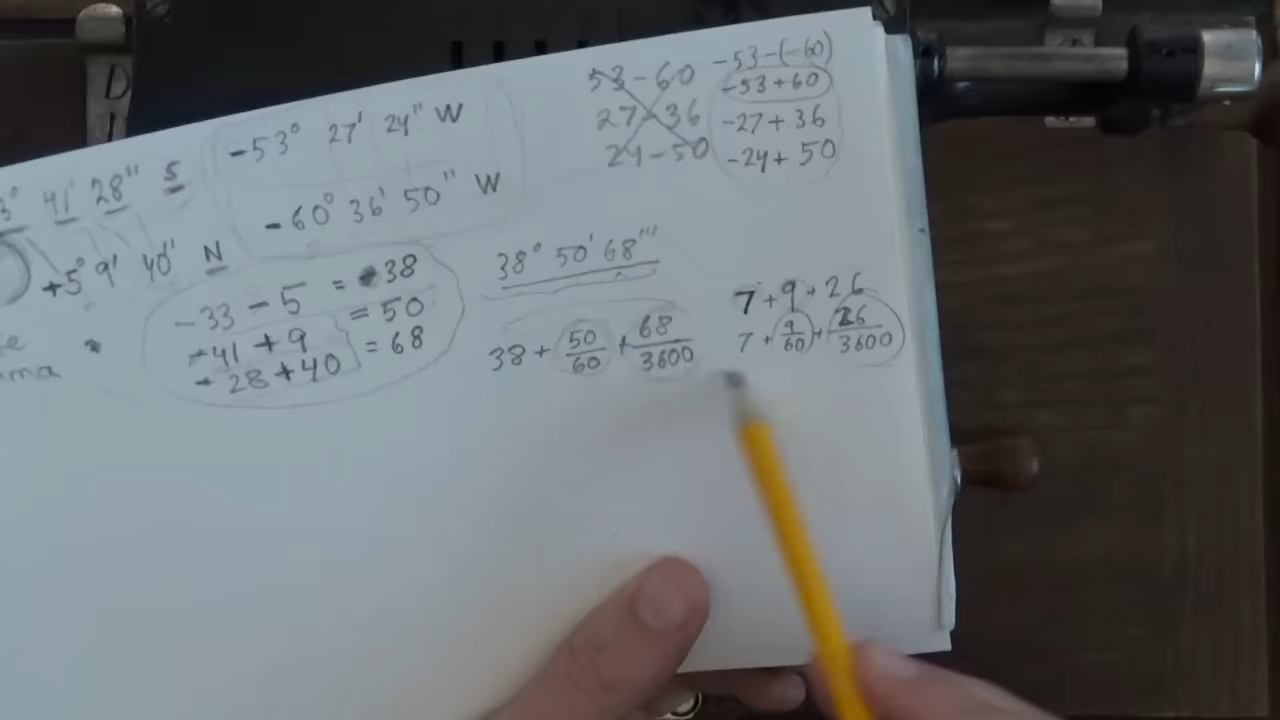 3° 41' 28" S
+5° 9' 40" N
-53° 27' 24" W
-60° 36' 50" W
53-60
27-36
24-50
-53-(-60)
-53+60
-27+36
-24+50
-33-5 = -38
-41+9 = 50
-28+40 = 68
38° 50' 68'''
38 + 50/60 + 68/3600
7+9+26
7 + 9/60 + 26/3600
D